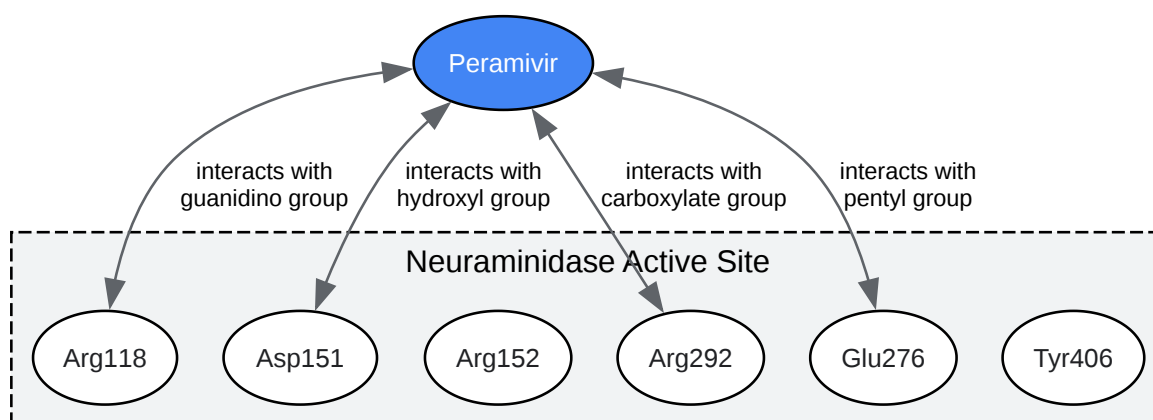 Peramivir
interacts with
guanidino group
interacts with
hydroxyl group
interacts with
carboxylate group
interacts with
pentyl group
Neuraminidase Active Site
Arg118
Asp151
Arg152
Arg292
Glu276
Tyr406